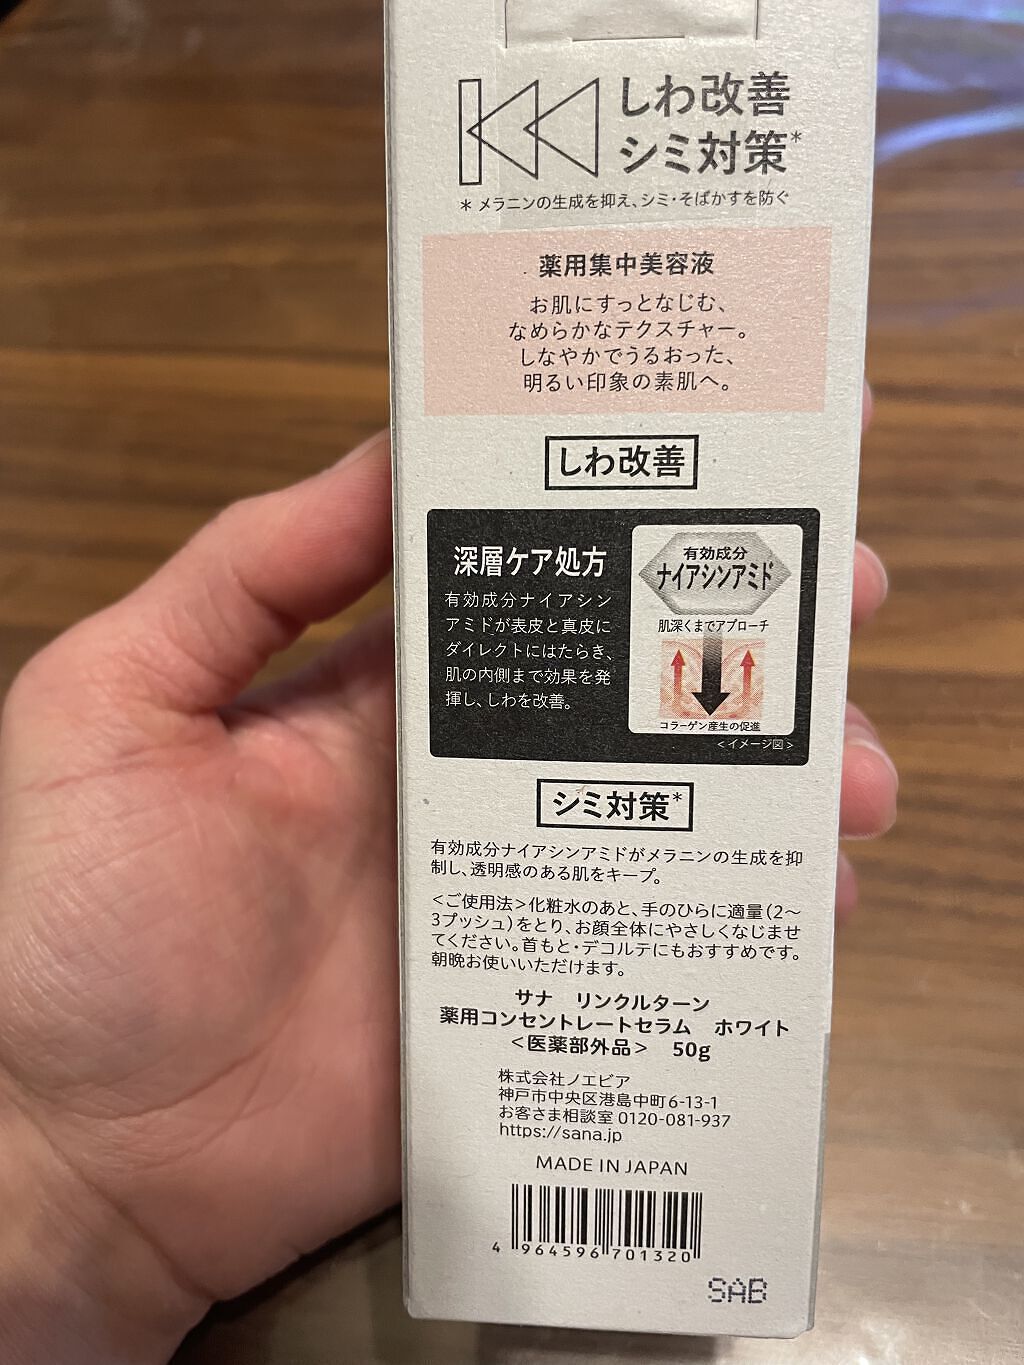 しわ改善
シミ対策*
＊メラニンの生成を抑え、シミ・そばかすを防ぐ
薬用集中美容液
お肌にすっとなじむ、
なめらかなテクスチャー。
しなやかでうるおった、
明るい印象の素肌へ。
しわ改善
深層ケア処方
有効成分ナイアシン
アミドが表皮と真皮に
ダイレクトにはたらき、
肌の内側まで効果を発
揮し、しわを改善。
有効成分
ナイアシンアミド
肌深くまでアプローチ
コラーゲン産生の促進
＜イメージ図＞
シミ対策*
有効成分ナイアシンアミドがメラニンの生成を抑
制し、透明感のある肌をキープ。
＜ご使用法＞化粧水のあと、手のひらに適量（2〜
3プッシュ）をとり、お顔全体にやさしくなじませ
てください。首もと・デコルテにもおすすめです。
朝晩お使いいただけます。
サナ　リンクルターン
薬用コンセントレートセラム　ホワイト
＜医薬部外品＞　50g
株式会社ノエビア
神戸市中央区港島中町6-13-1
お客さま相談室 0120-081-937
https://sana.jp
MADE IN JAPAN
4 964596 701320
SAB